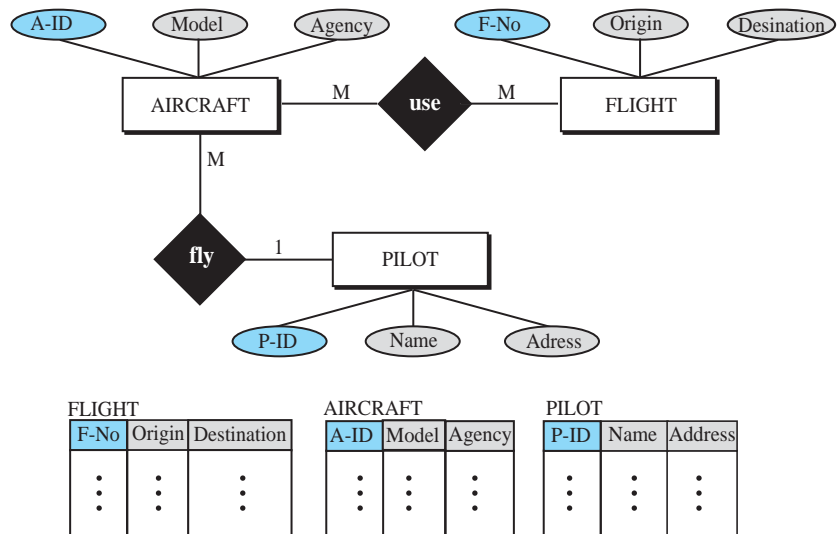 A-ID Model Agency F-No Origin Desination
AIRCRAFT M use M FLIGHT
M
fly 1 PILOT
P-ID Name Adress
FLIGHT AIRCRAFT PILOT
F-No Origin Destination A-ID Model Agency P-ID Name Address